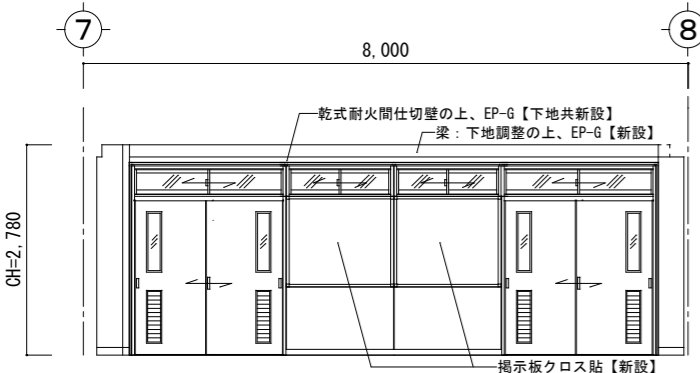 7
8
8,000
乾式耐火間仕切壁の上、EP-G【下地共新設】
梁：下地調整の上、EP-G【新設】
CH=2,780
掲示板クロス貼【新設】